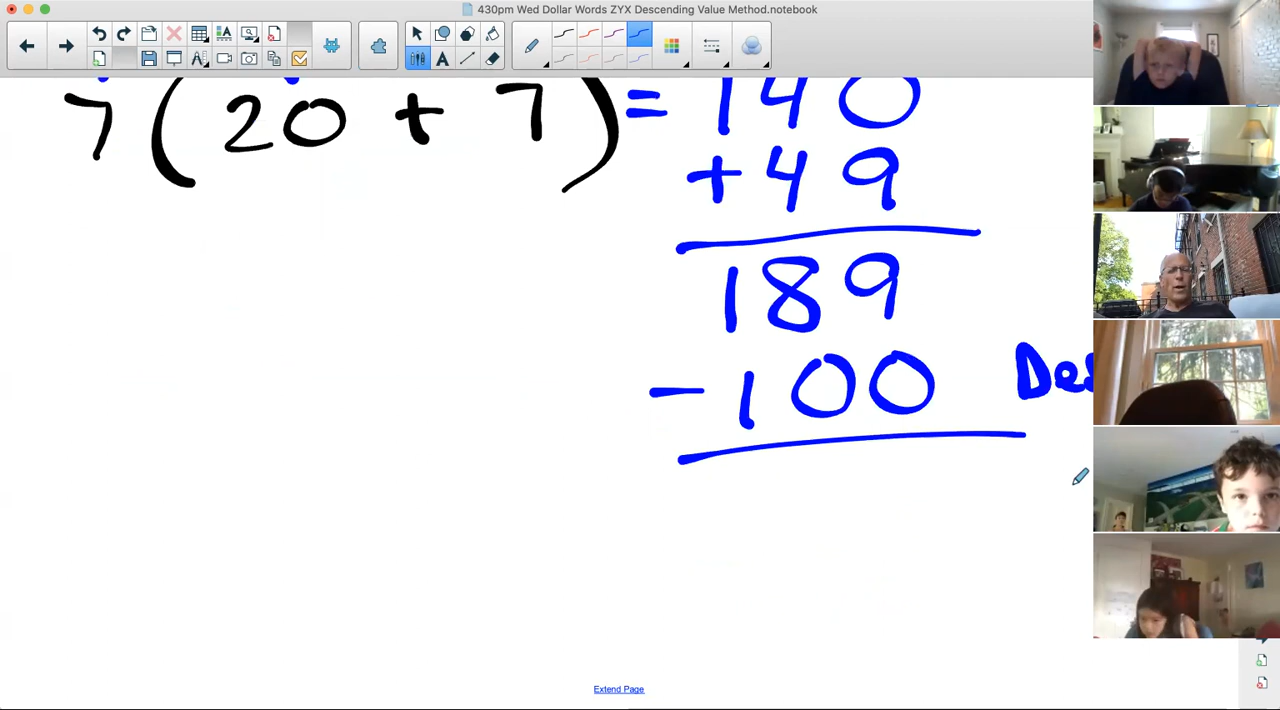 430pm Wed Dollar Words ZYX Descending Value Method.notebook
7(20 + 7) = 140
+ 49
189
- 100
Extend Page